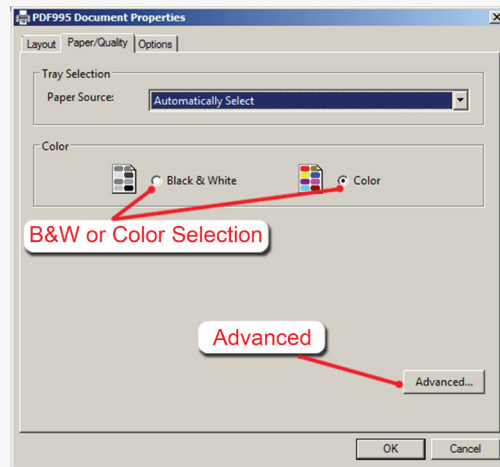 PDF995 Document Properties
Layout
Paper/Quality
Options
Tray Selection
Paper Source:
Automatically Select
Color
Black & White
Color
B&W or Color Selection
Advanced
Advanced...
OK
Cancel